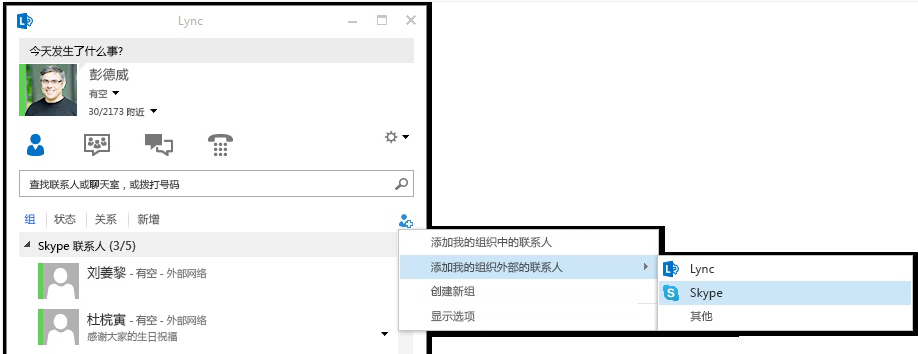 Lync
今天发生了什么事?
彭德威
有空
30/2173 附近
查找联系人或聊天室，或拨打号码
组 状态 关系 新增
Skype 联系人 (3/5)
刘姜黎 - 有空 - 外部网络
杜梡寅 - 有空 - 外部网络
感谢大家的生日祝福
添加我的组织中的联系人
添加我的组织外部的联系人
创建新组
显示选项
Lync
Skype
其他